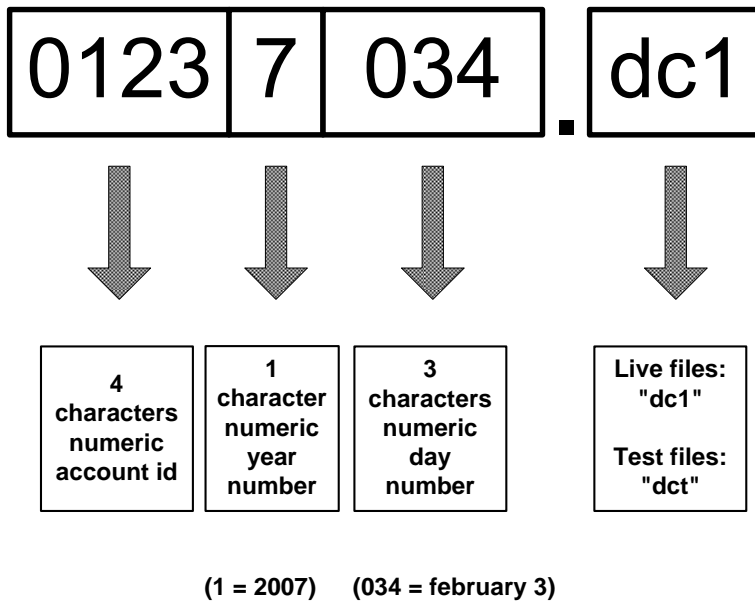 0123 7 034 . dc1
4
characters
numeric
account id
1
character
numeric
year
number
3
characters
numeric
day
number
Live files:
"dc1"
Test files:
"dct"
(1 = 2007) (034 = february 3)